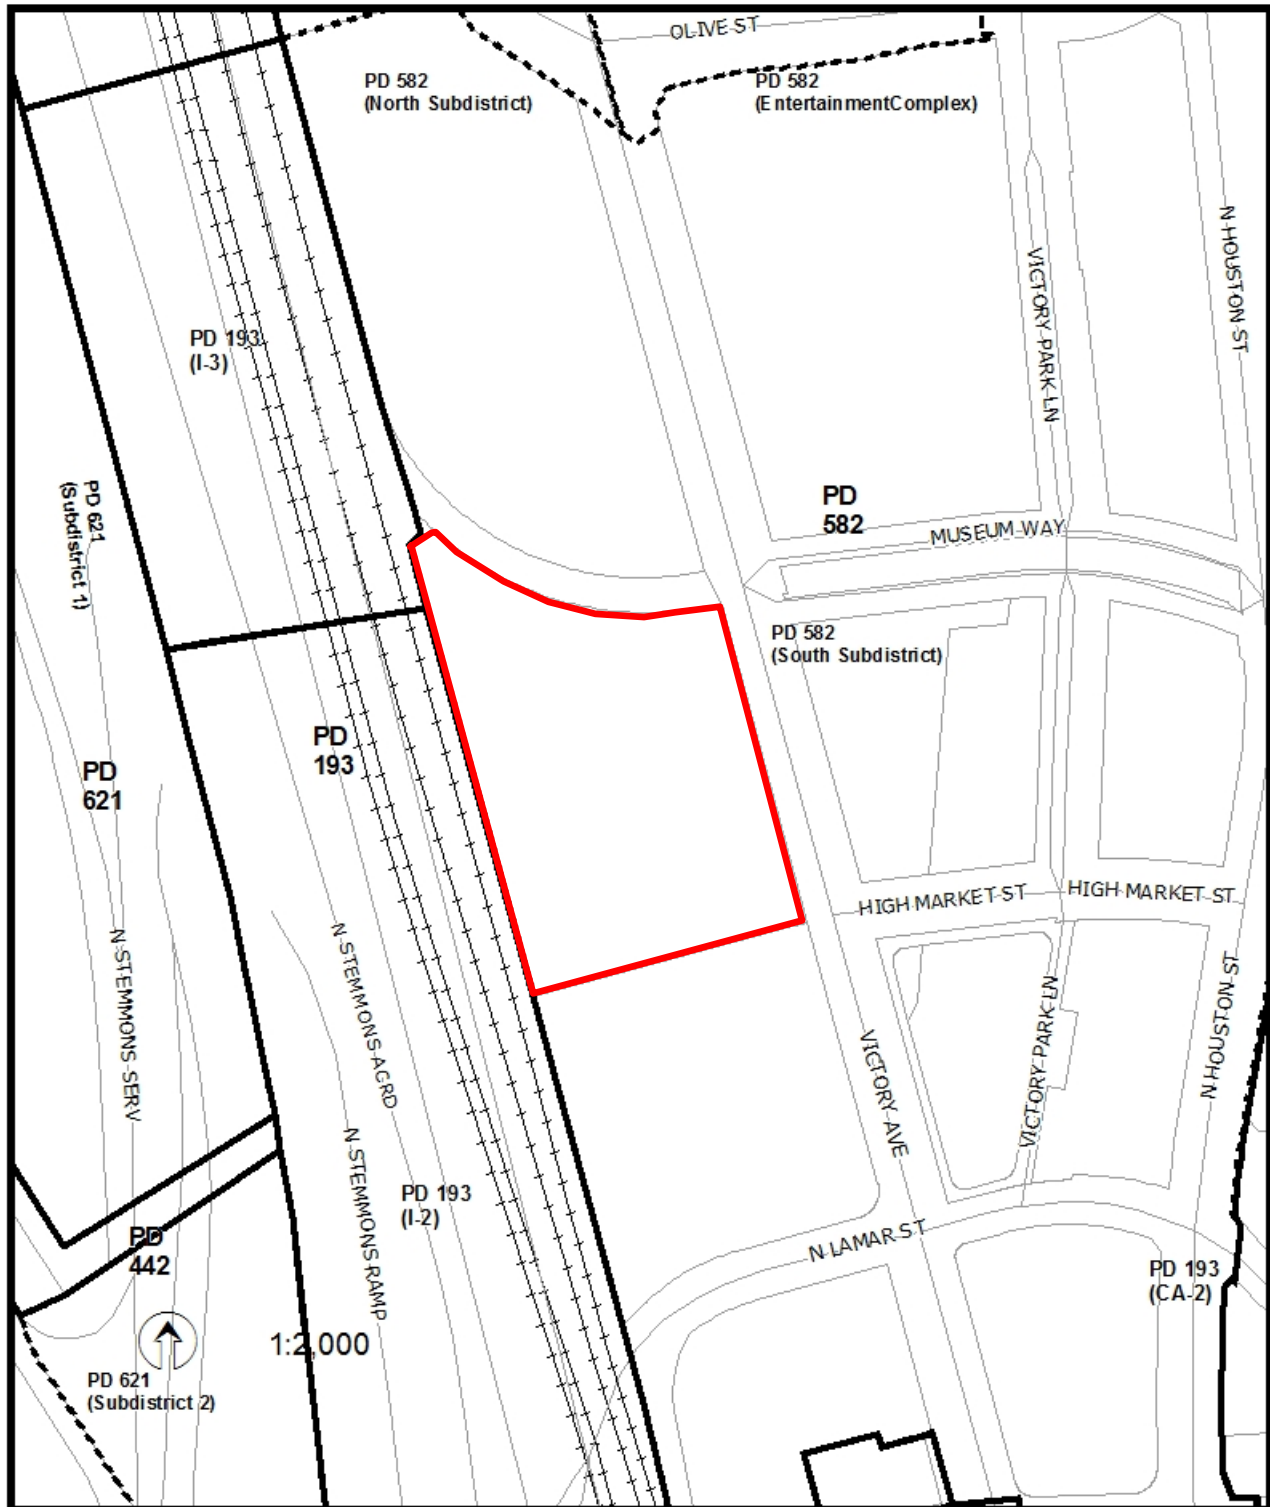 OLIVE ST
PD 582
(North Subdistrict)
PD 582
(EntertainmentComplex)
N HOUSTON ST
VICTORY PARK LN
PD 193
(I-3)
PD 621
(Subdistrict 1)
PD
582
MUSEUM WAY
PD 582
(South Subdistrict)
PD
193
PD
621
HIGH MARKET ST
HIGH MARKET ST
N STEMMONS SERV
N STEMMONS ACRD
VICTORY AVE
VICTORY PARK LN
N HOUSTON ST
N STEMMONS RAMP
PD 193
(I-2)
N LAMAR ST
PD
442
PD 193
(CA-2)
1:2,000
PD 621
(Subdistrict 2)